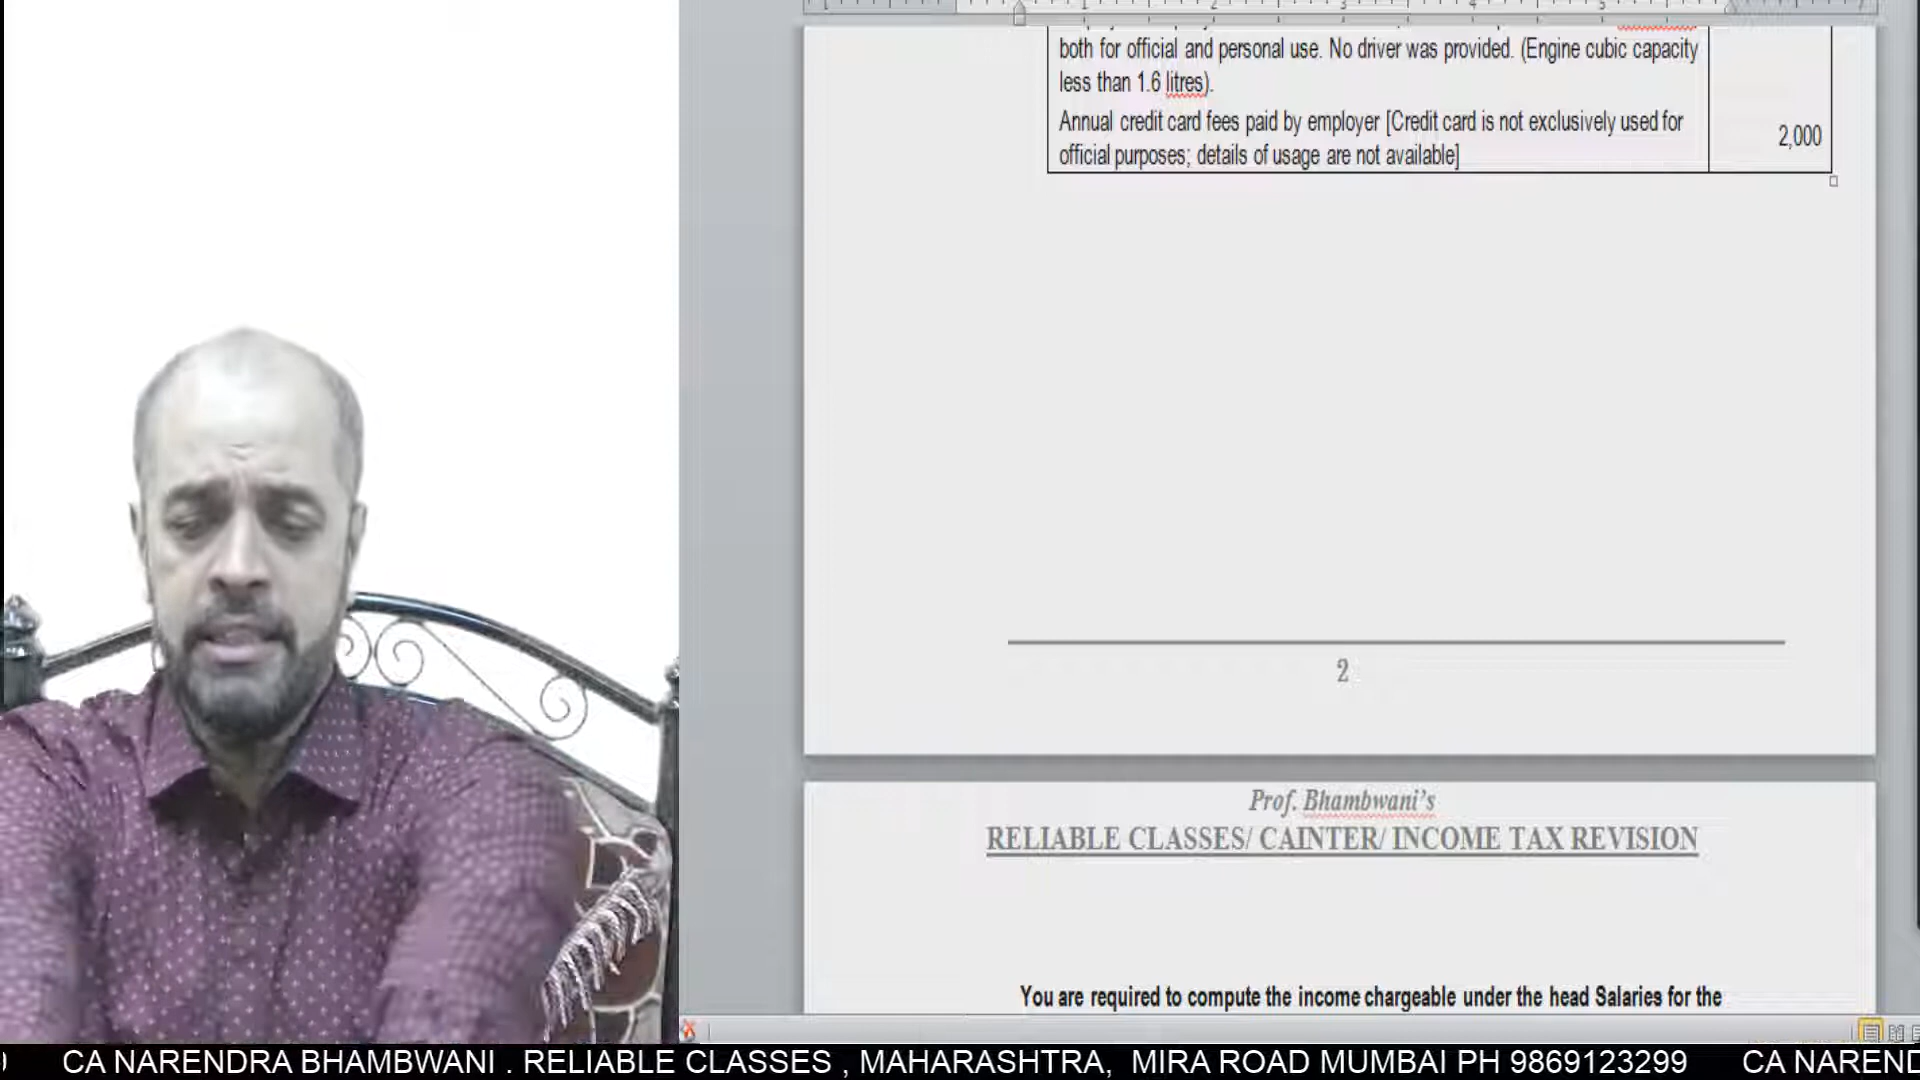 both for official and personal use. No driver was provided. (Engine cubic capacity
less than 1.6 litres).
Annual credit card fees paid by employer [Credit card is not exclusively used for
official purposes; details of usage are not available]
2,000
2
Prof. Bhambwani's
RELIABLE CLASSES/ CAINTER/ INCOME TAX REVISION
You are required to compute the income chargeable under the head Salaries for the
CA NARENDRA BHAMBWANI . RELIABLE CLASSES , MAHARASHTRA, MIRA ROAD MUMBAI PH 9869123299 CA NAREND